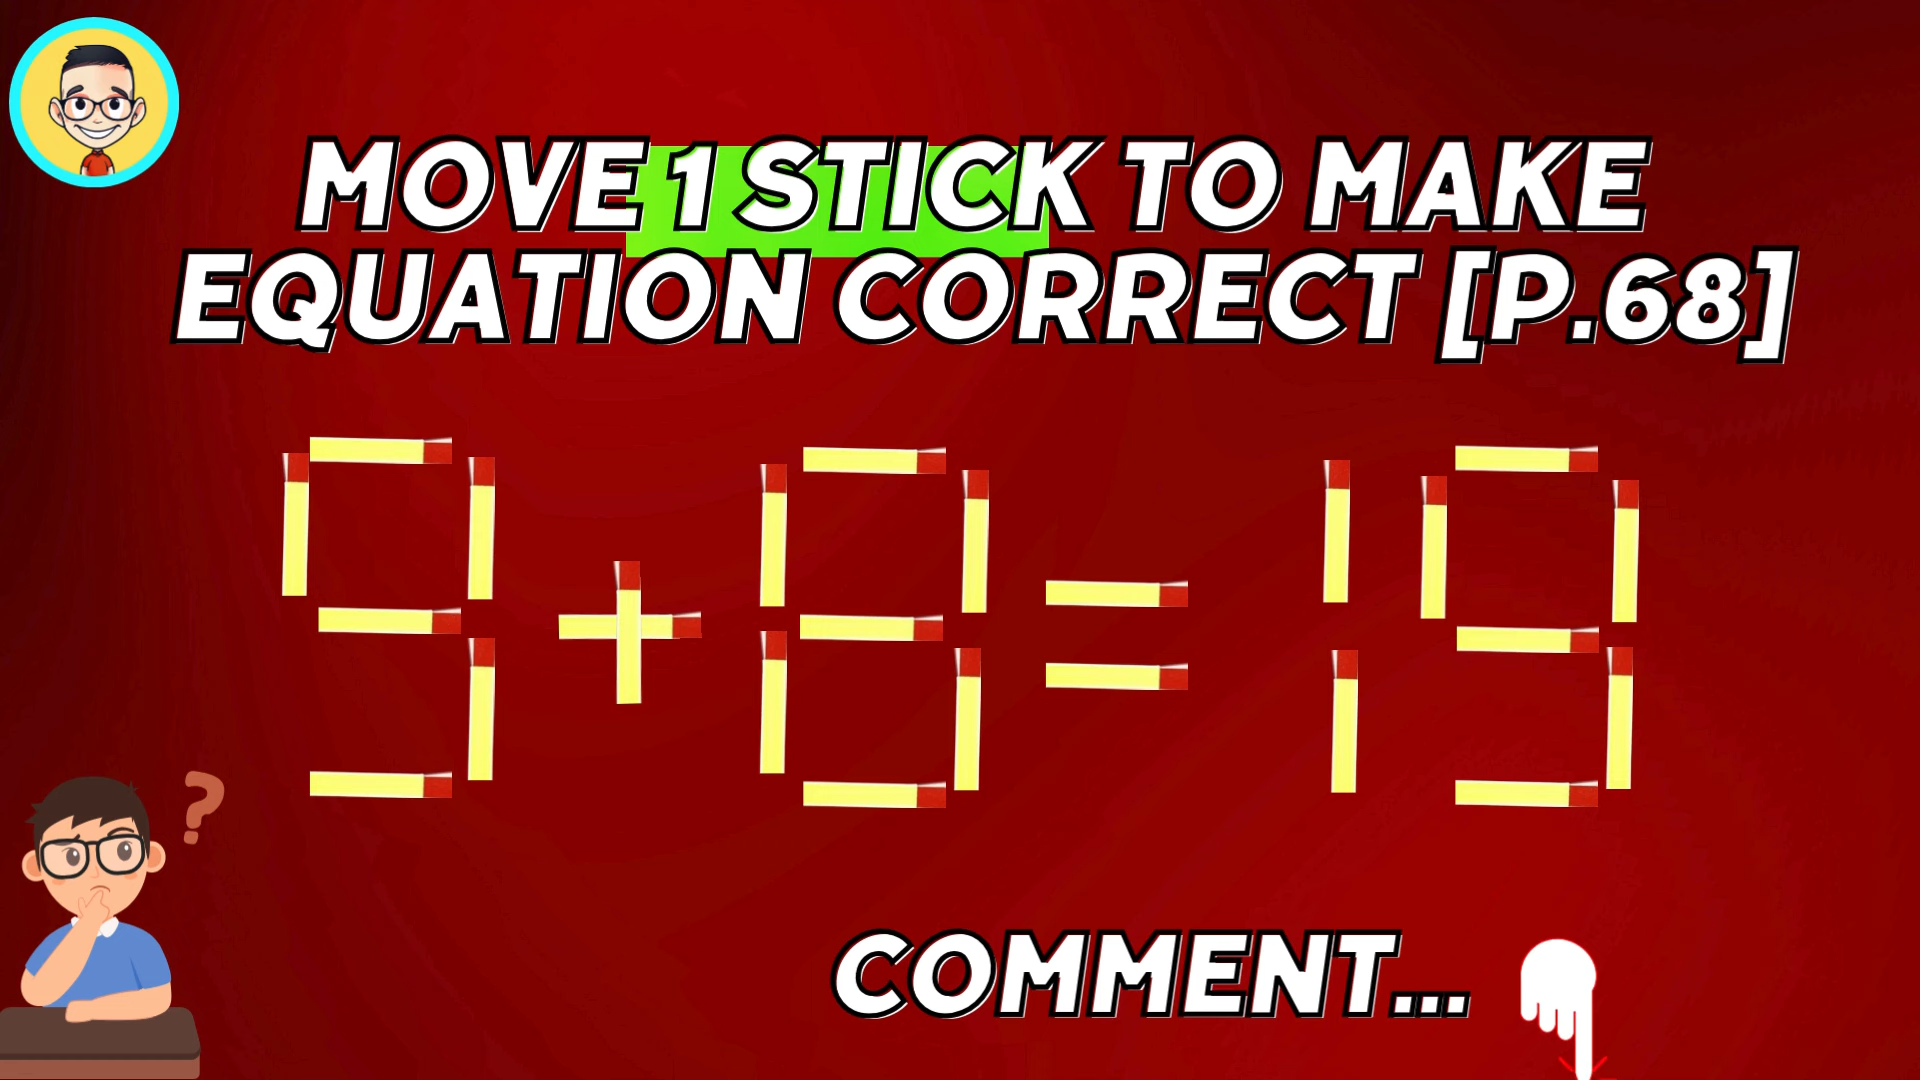 MOVE 1 STICK TO MAKE
EQUATION CORRECT [P.68]
9+8=19
?
COMMENT...